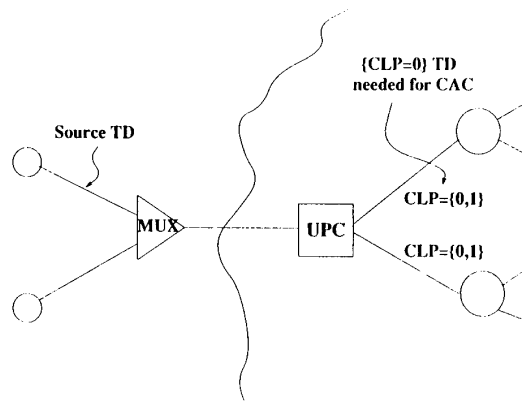 {CLP=0} TD
needed for CAC
Source TD
CLP={0,1}
MUX
UPC
CLP={0,1}